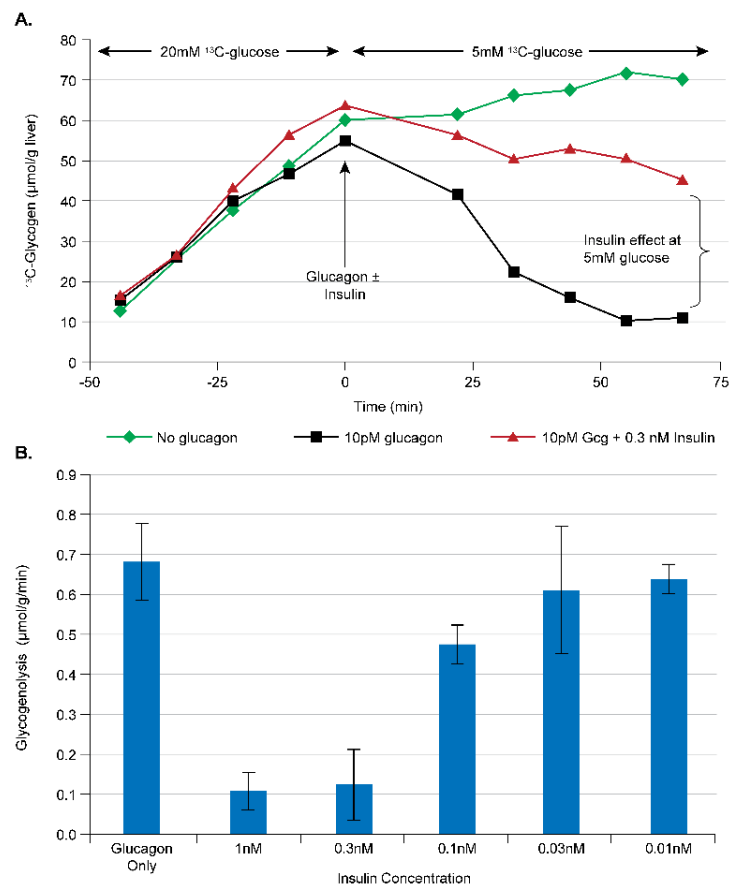 A.
20mM ¹³C-glucose
5mM ¹³C-glucose
¹³C-Glycogen (μmol/g liver)
80
70
60
50
40
30
20
10
0
Glucagon ±
Insulin
Insulin effect at
5mM glucose
-50
-25
0
25
50
75
Time (min)
No glucagon
10pM glucagon
10pM Gcg + 0.3 nM Insulin
B.
Glycogenolysis (μmol/g/min)
0.9
0.8
0.7
0.6
0.5
0.4
0.3
0.2
0.1
0.0
Glucagon
Only
1nM
0.3nM
0.1nM
0.03nM
0.01nM
Insulin Concentration